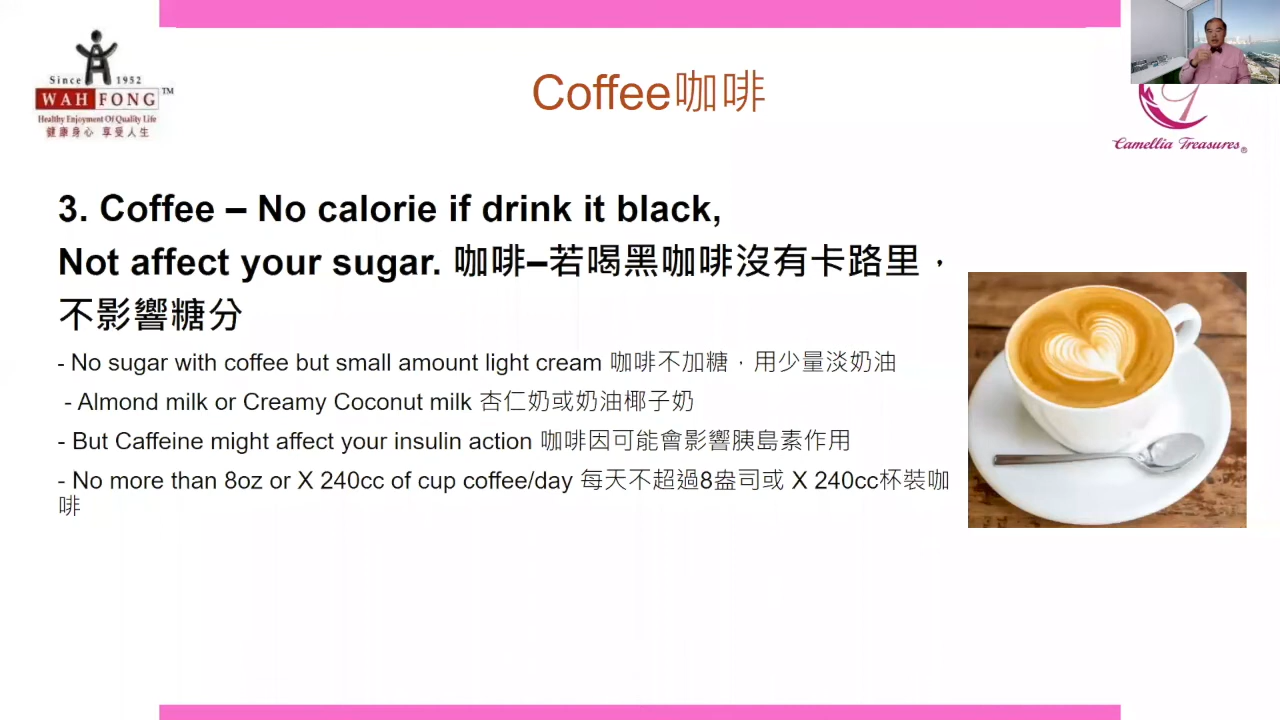 Since 1952
WAH FONG TM
Healthy Enjoyment Of Quality Life
健康身心 享受人生
Coffee咖啡
Camellia Treasures®
3. Coffee – No calorie if drink it black,
Not affect your sugar. 咖啡–若喝黑咖啡沒有卡路里，
不影響糖分
- No sugar with coffee but small amount light cream 咖啡不加糖，用少量淡奶油
- Almond milk or Creamy Coconut milk 杏仁奶或奶油椰子奶
- But Caffeine might affect your insulin action 咖啡因可能會影響胰島素作用
- No more than 8oz or X 240cc of cup coffee/day 每天不超過8盎司或 X 240cc杯裝咖
啡